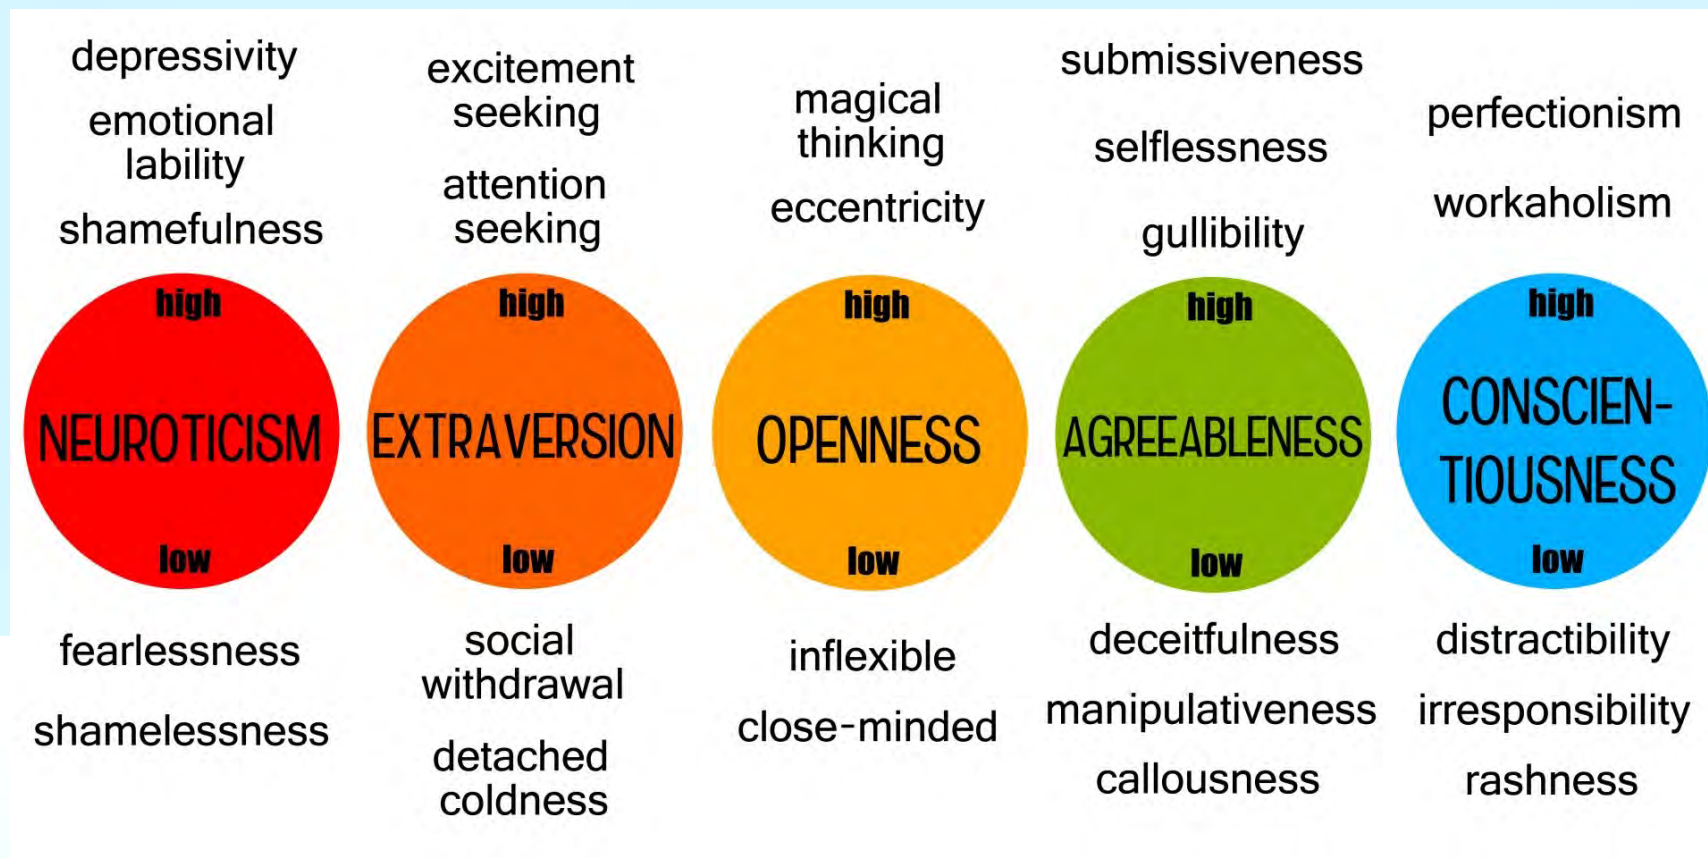 depressivity
emotional
lability
shamefulness
high
NEUROTICISM
low
fearlessness
shamelessness
excitement
seeking
attention
seeking
high
EXTRAVERSION
low
social
withdrawal
detached
coldness
magical
thinking
eccentricity
high
OPENNESS
low
inflexible
close-minded
submissiveness
selflessness
gullibility
high
AGREEABLENESS
low
deceitfulness
manipulativeness
callousness
perfectionism
workaholism
high
CONSCIEN-
TIOUSNESS
low
distractibility
irresponsibility
rashness